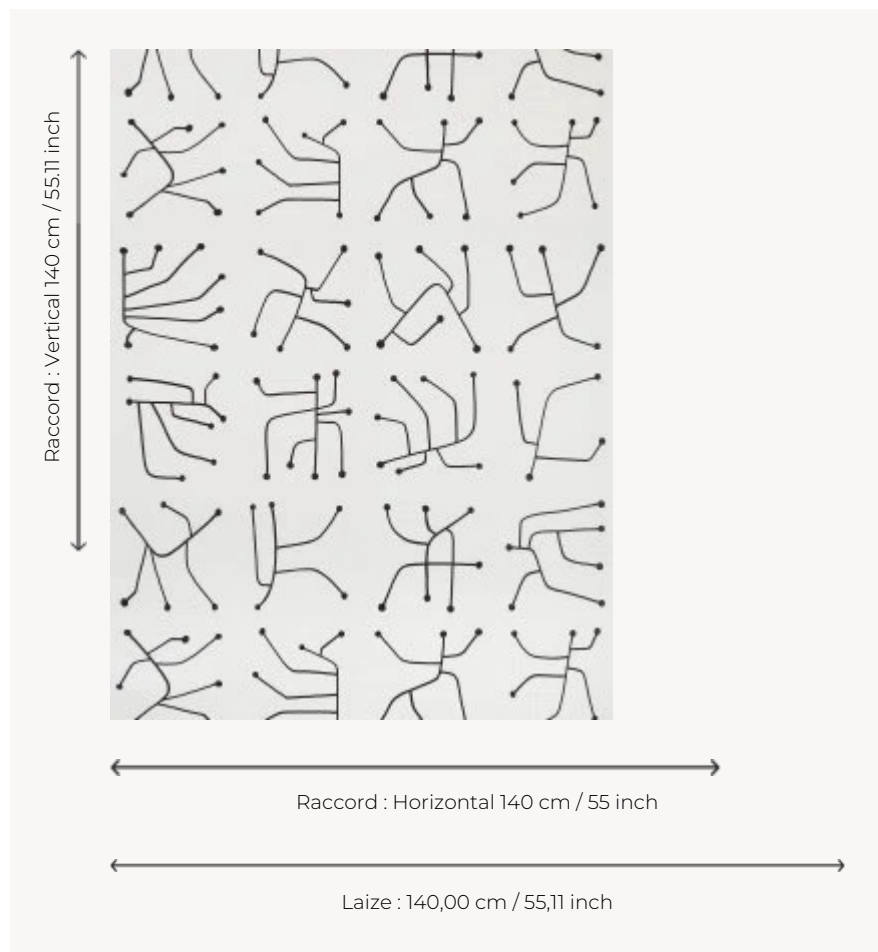 Raccord : Vertical 140 cm / 55.11 inch
Raccord : Horizontal 140 cm / 55 inch
Laize : 140,00 cm / 55,11 inch